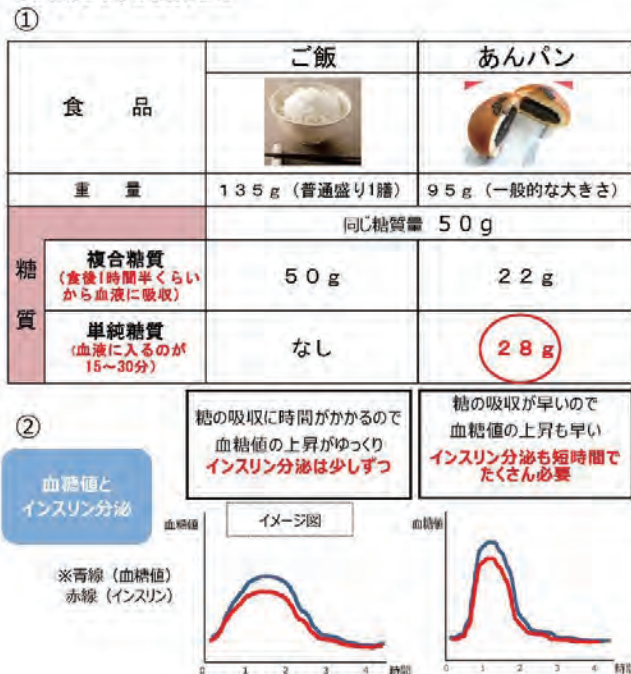 ①
食 品
ご飯
あんパン
重 量
135g（普通盛り1膳）
95g（一般的な大きさ）
糖質
同じ糖質量 50g
複合糖質
（食後1時間半くらい
から血液に吸収）
50g
22g
単純糖質
（血液に入るのが
15～30分）
なし
28g
②
血糖値と
インスリン分泌
糖の吸収に時間がかかるので
血糖値の上昇がゆっくり
インスリン分泌は少しずつ
糖の吸収が早いので
血糖値の上昇も早い
インスリン分泌も短時間で
たくさん必要
※青線（血糖値）
赤線（インスリン）
血糖値
イメージ図
0 1 2 3 4 時間
血糖値
0 1 2 3 4 時間